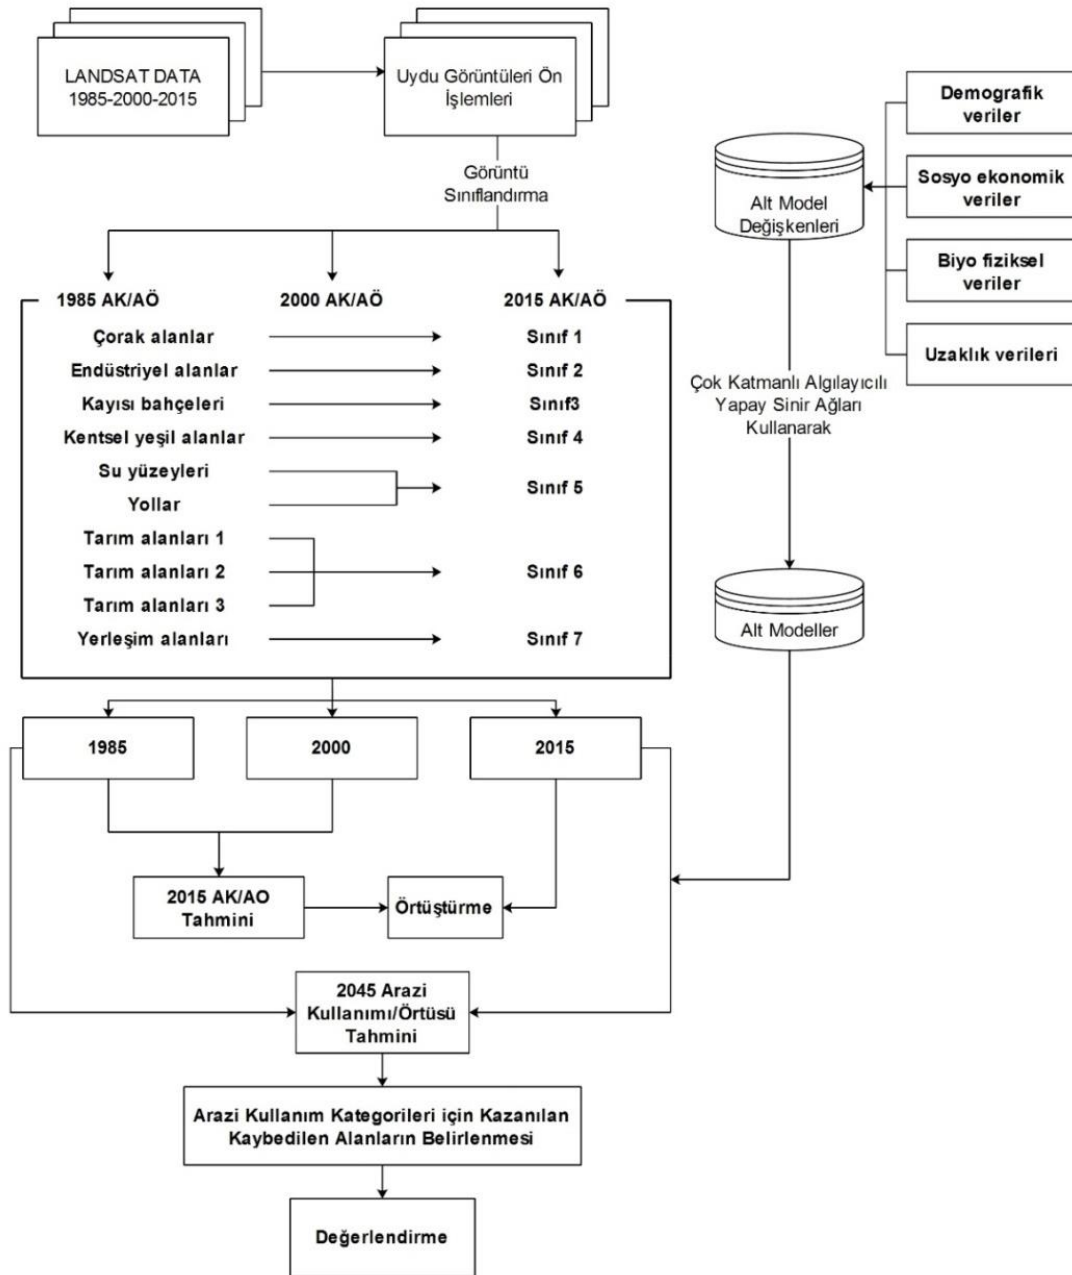 LANDSAT DATA
1985-2000-2015
Uydu Görüntüleri Ön
İşlemleri
Görüntü
Sınıflandırma
Demografik
veriler
Sosyo ekonomik
veriler
Biyo fiziksel
veriler
Uzaklık verileri
Alt Model
Değişkenleri
Çok Katmanlı Algılayıcılı
Yapay Sinir Ağları
Kullanarak
Alt Modeller
1985 AK/AÖ
2000 AK/AÖ
2015 AK/AÖ
Çorak alanlar
Sınıf 1
Endüstriyel alanlar
Sınıf 2
Kayısı bahçeleri
Sınıf3
Kentsel yeşil alanlar
Sınıf 4
Su yüzeyleri
Yollar
Sınıf 5
Tarım alanları 1
Tarım alanları 2
Tarım alanları 3
Sınıf 6
Yerleşim alanları
Sınıf 7
1985
2000
2015
2015 AK/AO
Tahmini
Örtüştürme
2045 Arazi
Kullanımı/Örtüsü
Tahmini
Arazi Kullanım Kategorileri için Kazanılan
Kaybedilen Alanların Belirlenmesi
Değerlendirme